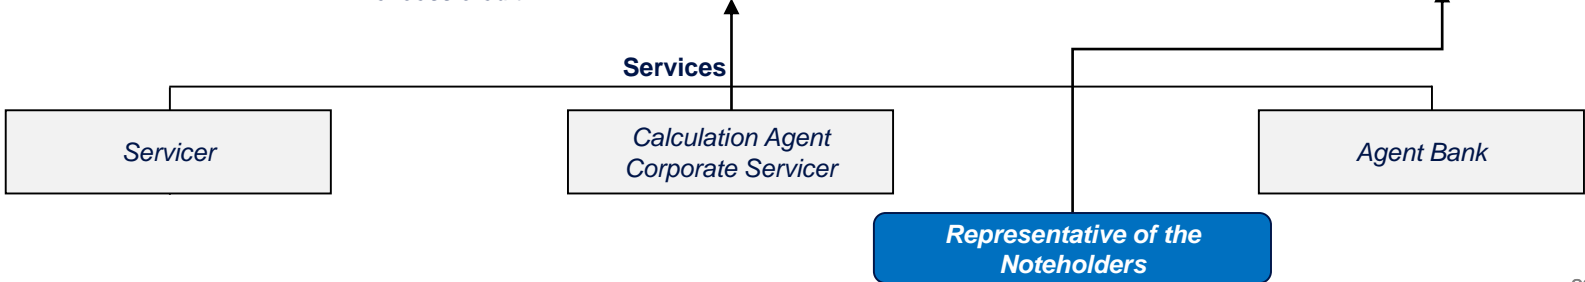 Services
Servicer
Calculation Agent
Corporate Servicer
Agent Bank
Representative of the
Noteholders